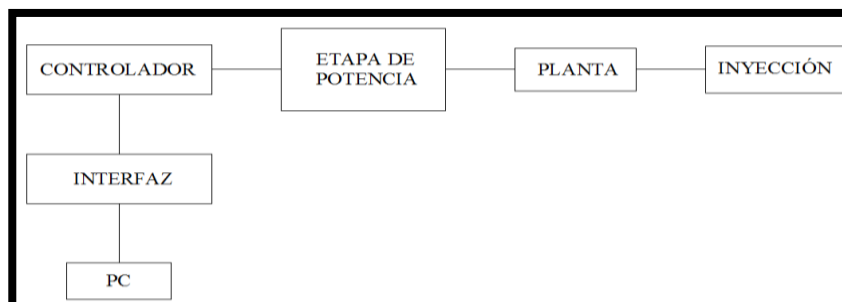 CONTROLADOR
ETAPA DE
POTENCIA
PLANTA
INYECCIÓN
INTERFAZ
PC